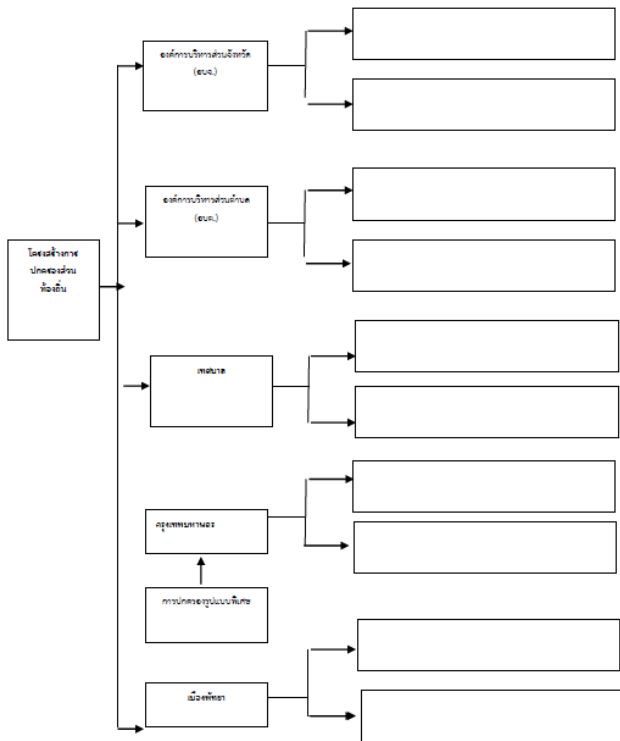 องค์การบริหารส่วนจังหวัด
(อบจ.)
องค์การบริหารส่วนตำบล
(อบต.)
โครงสร้างการ
ปกครองส่วน
ท้องถิ่น
เทศบาล
กรุงเทพมหานคร
การปกครองรูปแบบพิเศษ
เมืองพัทยา